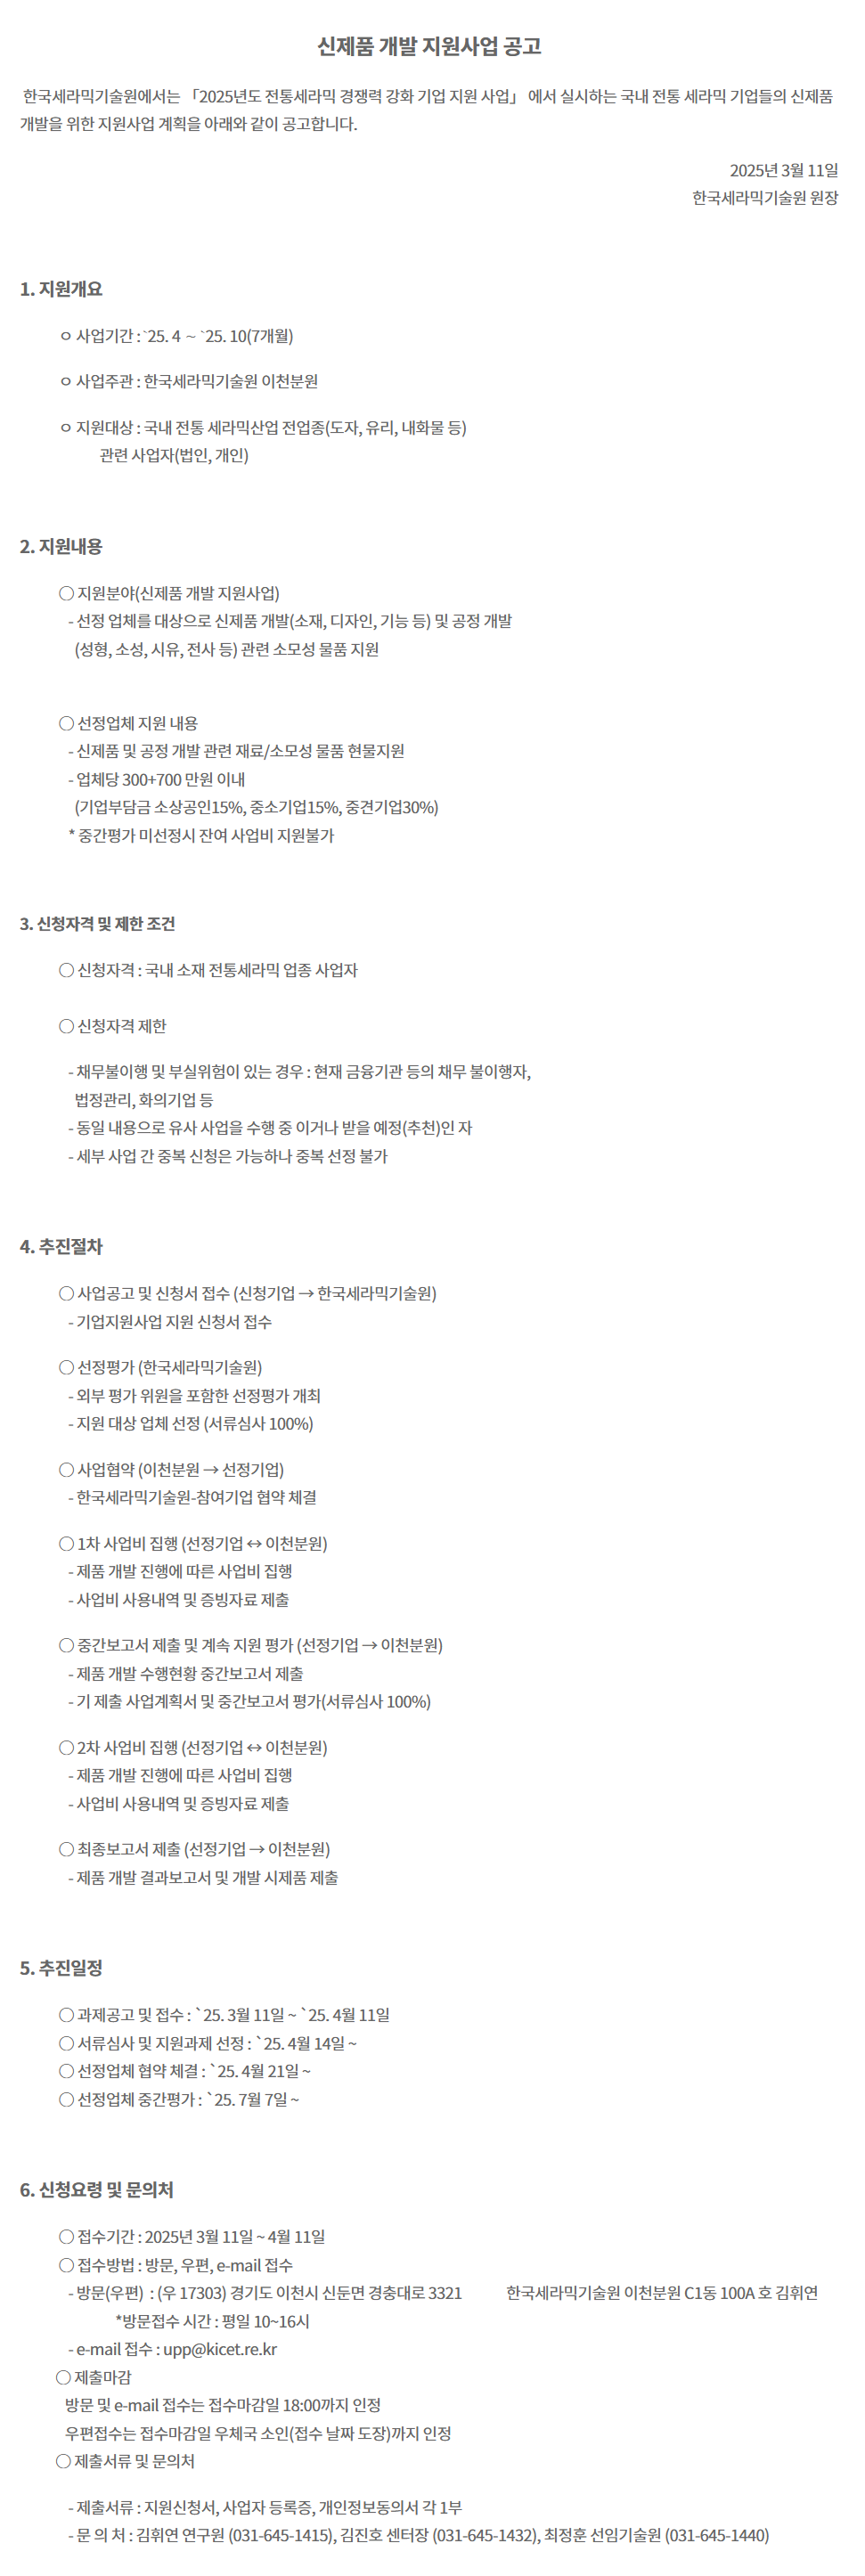 신제품 개발 지원사업 공고
한국세라믹기술원에서는 「2025년도 전통세라믹 경쟁력 강화 기업 지원 사업」 에서 실시하는 국내 전통 세라믹 기업들의 신제품
개발을 위한 지원사업 계획을 아래와 같이 공고합니다.
2025년 3월 11일
한국세라믹기술원 원장
1. 지원개요
ㅇ 사업기간 : `25. 4 ～ `25. 10(7개월)
ㅇ 사업주관 : 한국세라믹기술원 이천분원
ㅇ 지원대상 : 국내 전통 세라믹산업 전업종(도자, 유리, 내화물 등)
관련 사업자(법인, 개인)
2. 지원내용
○ 지원분야(신제품 개발 지원사업)
- 선정 업체를 대상으로 신제품 개발(소재, 디자인, 기능 등) 및 공정 개발
(성형, 소성, 시유, 전사 등) 관련 소모성 물품 지원
○ 선정업체 지원 내용
- 신제품 및 공정 개발 관련 재료/소모성 물품 현물지원
- 업체당 300+700 만원 이내
(기업부담금 소상공인15%, 중소기업15%, 중견기업30%)
* 중간평가 미선정시 잔여 사업비 지원불가
3. 신청자격 및 제한 조건
○ 신청자격 : 국내 소재 전통세라믹 업종 사업자
○ 신청자격 제한
- 채무불이행 및 부실위험이 있는 경우 : 현재 금융기관 등의 채무 불이행자,
법정관리, 화의기업 등
- 동일 내용으로 유사 사업을 수행 중 이거나 받을 예정(추천)인 자
- 세부 사업 간 중복 신청은 가능하나 중복 선정 불가
4. 추진절차
○ 사업공고 및 신청서 접수 (신청기업 → 한국세라믹기술원)
- 기업지원사업 지원 신청서 접수
○ 선정평가 (한국세라믹기술원)
- 외부 평가 위원을 포함한 선정평가 개최
- 지원 대상 업체 선정 (서류심사 100%)
○ 사업협약 (이천분원 → 선정기업)
- 한국세라믹기술원-참여기업 협약 체결
○ 1차 사업비 집행 (선정기업 ↔ 이천분원)
- 제품 개발 진행에 따른 사업비 집행
- 사업비 사용내역 및 증빙자료 제출
○ 중간보고서 제출 및 계속 지원 평가 (선정기업 → 이천분원)
- 제품 개발 수행현황 중간보고서 제출
- 기 제출 사업계획서 및 중간보고서 평가(서류심사 100%)
○ 2차 사업비 집행 (선정기업 ↔ 이천분원)
- 제품 개발 진행에 따른 사업비 집행
- 사업비 사용내역 및 증빙자료 제출
○ 최종보고서 제출 (선정기업 → 이천분원)
- 제품 개발 결과보고서 및 개발 시제품 제출
5. 추진일정
○ 과제공고 및 접수 : `25. 3월 11일 ~ `25. 4월 11일
○ 서류심사 및 지원과제 선정 : `25. 4월 14일 ~
○ 선정업체 협약 체결 : `25. 4월 21일 ~
○ 선정업체 중간평가 : `25. 7월 7일 ~
6. 신청요령 및 문의처
○ 접수기간 : 2025년 3월 11일 ~ 4월 11일
○ 접수방법 : 방문, 우편, e-mail 접수
- 방문(우편) : (우 17303) 경기도 이천시 신둔면 경충대로 3321 한국세라믹기술원 이천분원 C1동 100A 호 김휘연
*방문접수 시간 : 평일 10~16시
- e-mail 접수 : upp@kicet.re.kr
○ 제출마감
방문 및 e-mail 접수는 접수마감일 18:00까지 인정
우편접수는 접수마감일 우체국 소인(접수 날짜 도장)까지 인정
○ 제출서류 및 문의처
- 제출서류 : 지원신청서, 사업자 등록증, 개인정보동의서 각 1부
- 문 의 처 : 김휘연 연구원 (031-645-1415), 김진호 센터장 (031-645-1432), 최정훈 선임기술원 (031-645-1440)